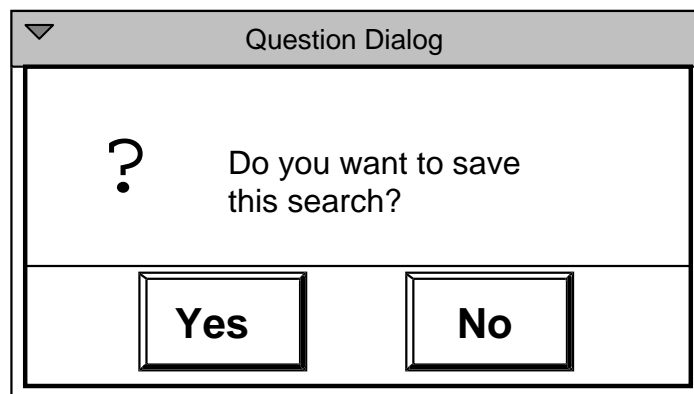 Question Dialog
?
Do you want to save
this search?
Yes
No